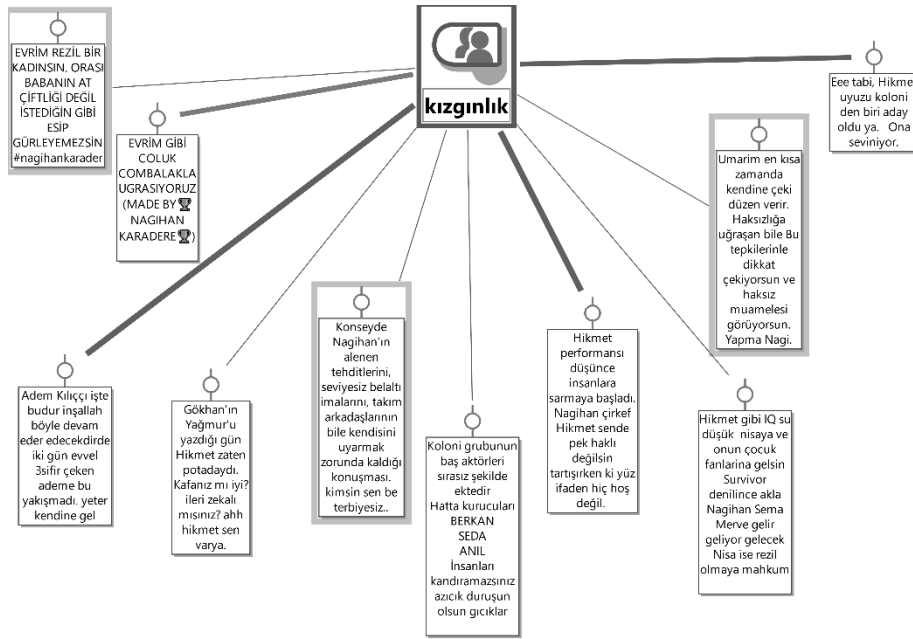 kızgınlık
EVRİM REZİL BİR
KADINSIN, ORASI
BABANIN AT
ÇİFTLİĞİ DEĞİL
İSTEDİĞİN GİBİ
ESİP
GÜRLEYEMEZSİN
#nagihankarader
EVRİM GİBİ
COLUK
COMBALAKLA
UGRASIYORUZ
(MADE BY🏆
NAGIHAN
KARADERE🏆)
Adem Kılıççı işte
budur inşallah
böyle devam
eder edecekdirde
iki gün evvel
3sifir çeken
ademe bu
yakışmadı. yeter
kendine gel
Gökhan'ın
Yağmur'u
yazdığı gün
Hikmet zaten
potadaydı.
Kafanız mı iyi?
ileri zekalı
mısınız? ahh
hikmet sen
varya.
Konseyde
Nagihan'ın
alenen
tehditlerini,
seviyesiz belaltı
imalarını, takım
arkadaşlarının
bile kendisini
uyarmak
zorunda kaldığı
konuşması.
kimsin sen be
terbiyesiz..
Koloni grubunun
baş aktörleri
sırasız şekilde
ektedir
Hatta kurucuları
BERKAN
SEDA
ANIL
İnsanları
kandıramazsınız
azıcık duruşun
olsun gıcıklar
Hikmet
performansı
düşünce
insanlara
sarmaya başladı.
Nagihan çirkef
Hikmet sende
pek haklı
değilsin
tartışırken ki yüz
ifaden hiç hoş
değil.
Hikmet gibi IQ su
düşük nisaya ve
onun çocuk
fanlarina gelsin
Survivor
denilince akla
Nagihan Sema
Merve gelir
geliyor gelecek
Nisa ise rezil
olmaya mahkum
Umarim en kısa
zamanda
kendine çeki
düzen verir.
Haksızlığa
uğraşan bile Bu
tepkilerinle
dikkat
çekiyorsun ve
haksız
muamelesi
görüyorsun.
Yapma Nagi.
Eee tabi, Hikme
uyuzu koloni
den biri aday
oldu ya. Ona
seviniyor.